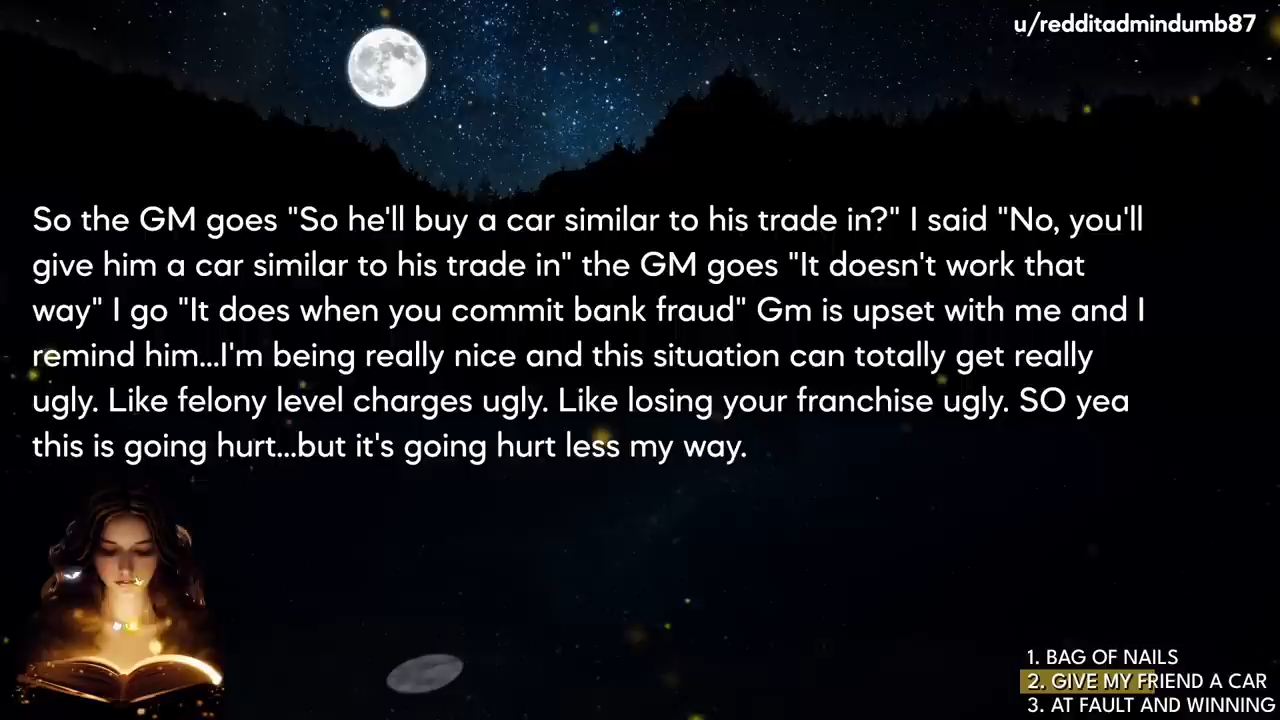 u/redditadmindumb87
So the GM goes "So he'll buy a car similar to his trade in?" I said "No, you'll
give him a car similar to his trade in" the GM goes "It doesn't work that
way" I go "It does when you commit bank fraud" Gm is upset with me and I
remind him...I'm being really nice and this situation can totally get really
ugly. Like felony level charges ugly. Like losing your franchise ugly. SO yea
this is going hurt...but it's going hurt less my way.
1. BAG OF NAILS
2. GIVE MY FRIEND A CAR
3. AT FAULT AND WINNING